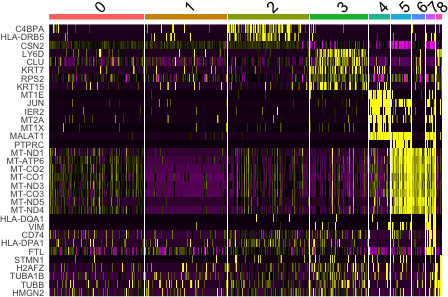 0 1 2 3 4 5 6 7 8
C4BPA
HLA-DRB5
CSN2
LY6D
CLU
KRT7
RPS2
KRT15
MT1E
JUN
IER2
MT2A
MT1X
MALAT1
PTPRC
MT-ND1
MT-ATP6
MT-CO2
MT-CO1
MT-ND3
MT-CO3
MT-ND5
MT-ND4
HLA-DQA1
VIM
CD74
HLA-DPA1
FTL
STMN1
H2AFZ
TUBA1B
TUBB
HMGN2